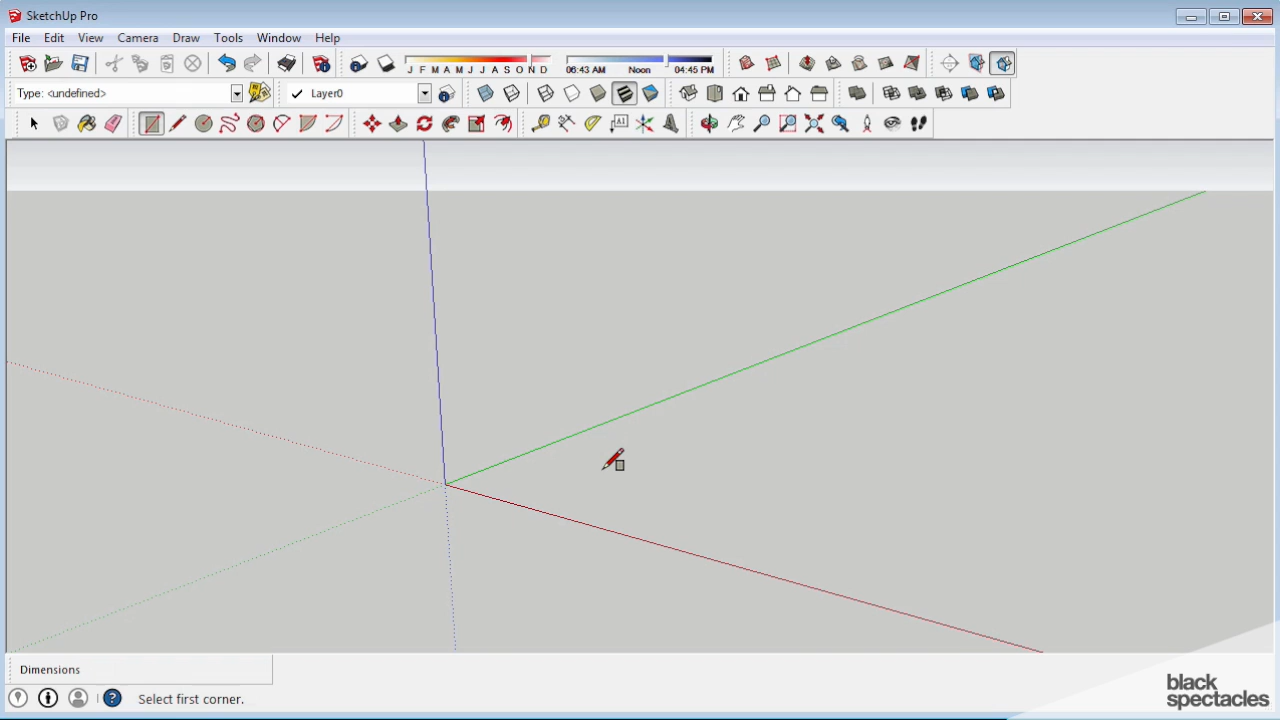 SketchUp Pro
File Edit View Camera Draw Tools Window Help
J F M A M J J A S O N D 06:43 AM Noon 04:45 PM
Type: <undefined> Layer0
A1
Dimensions
Select first corner.
black
spectacles